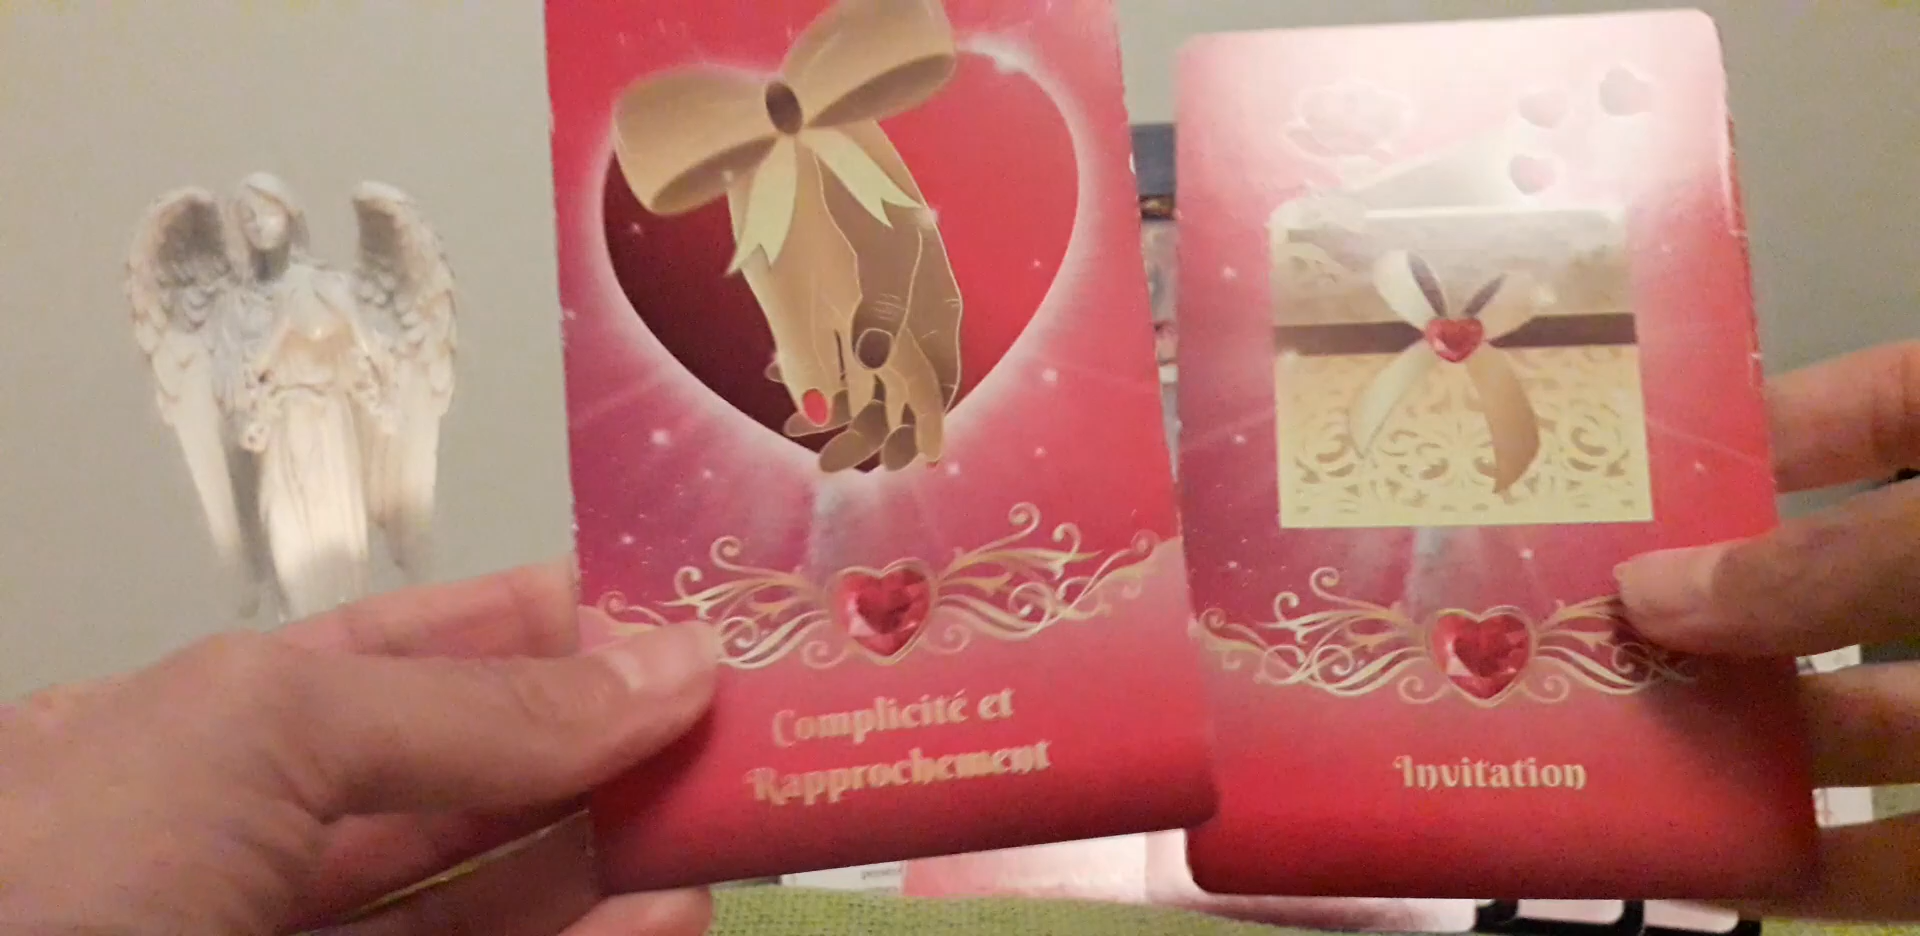 Complicité et
Rapprochement
Invitation